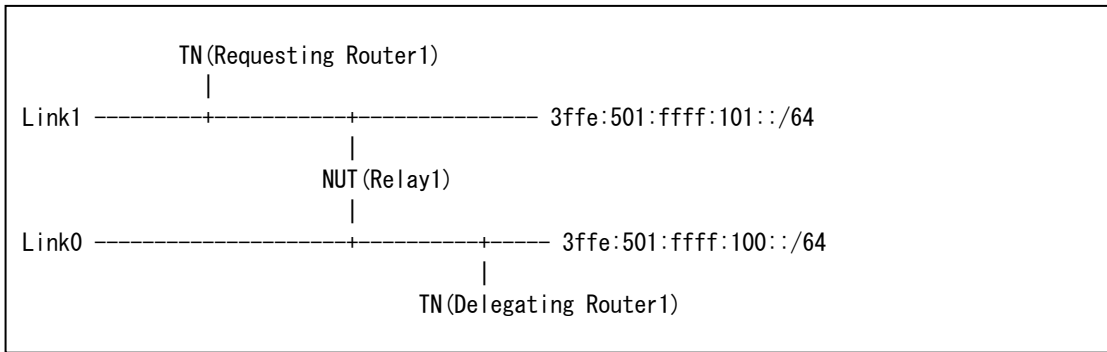 TN(Requesting Router1)
|
Link1 ---------+-----------+--------------- 3ffe:501:ffff:101::/64
|
NUT(Relay1)
|
Link0 ---------------------+----------+----- 3ffe:501:ffff:100::/64
|
TN(Delegating Router1)